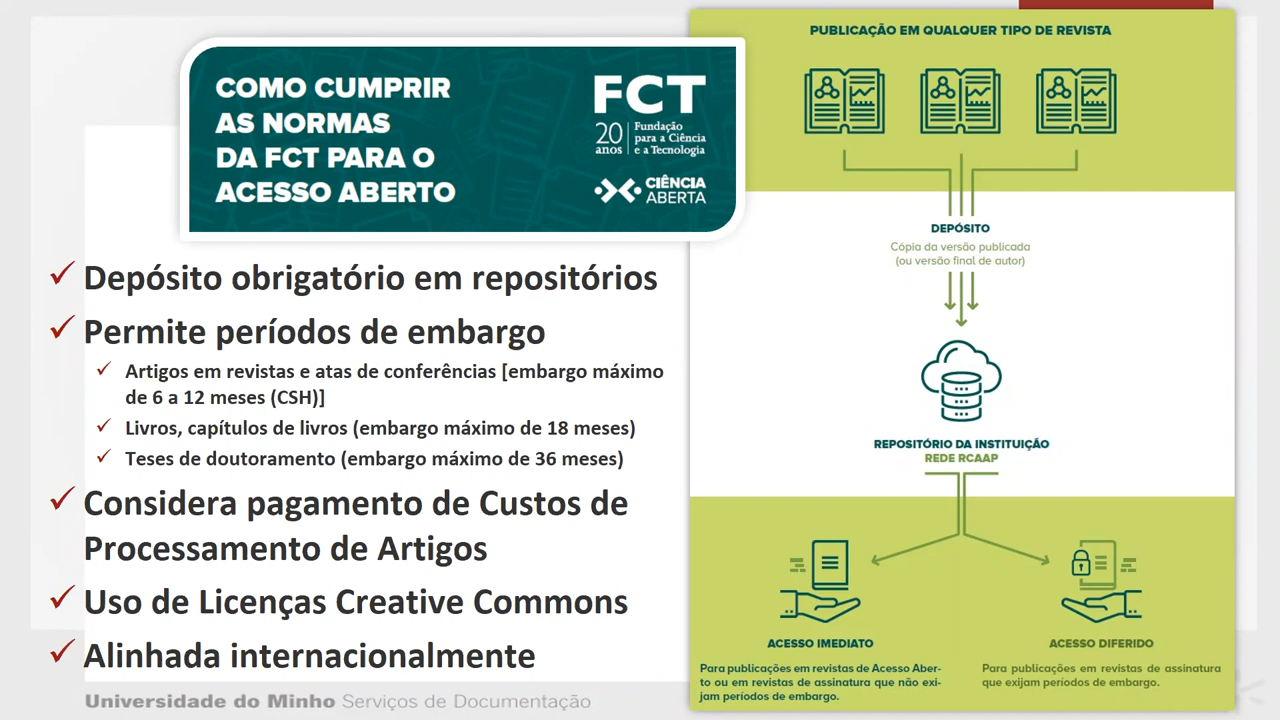 COMO CUMPRIR
AS NORMAS
DA FCT PARA O
ACESSO ABERTO
FCT
20 anos
Fundação
para a Ciência
e a Tecnologia
CIÊNCIA
ABERTA
Depósito obrigatório em repositórios
Permite períodos de embargo
Artigos em revistas e atas de conferências [embargo máximo
de 6 a 12 meses (CSH)]
Livros, capítulos de livros (embargo máximo de 18 meses)
Teses de doutoramento (embargo máximo de 36 meses)
Considera pagamento de Custos de
Processamento de Artigos
Uso de Licenças Creative Commons
Alinhada internacionalmente
Universidade do Minho Serviços de Documentação
PUBLICAÇÃO EM QUALQUER TIPO DE REVISTA
DEPÓSITO
Cópia da versão publicada
(ou versão final de autor)
REPOSITÓRIO DA INSTITUIÇÃO
REDE RCAAP
ACESSO IMEDIATO
Para publicações em revistas de Acesso Aber-
to ou em revistas de assinatura que não exi-
jam períodos de embargo.
ACESSO DIFERIDO
Para publicações em revistas de assinatura
que exijam períodos de embargo.